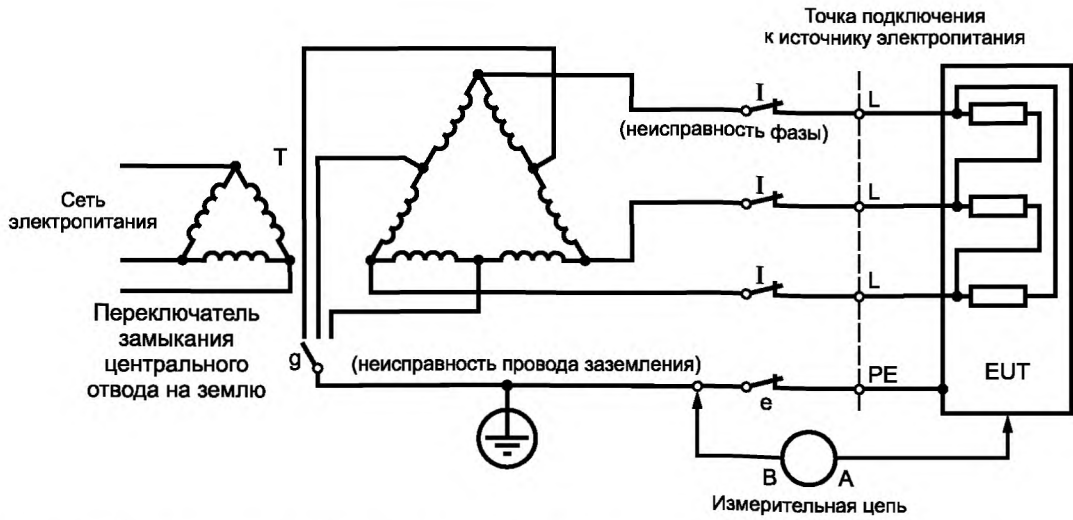 Точка подключения
к источнику электропитания
I
L
(неисправность фазы)
T
Сеть
электропитания
I
L
I
L
Переключатель
замыкания
центрального
отвода на землю
g
(неисправность провода заземления)
e
PE
EUT
B
A
Измерительная цепь